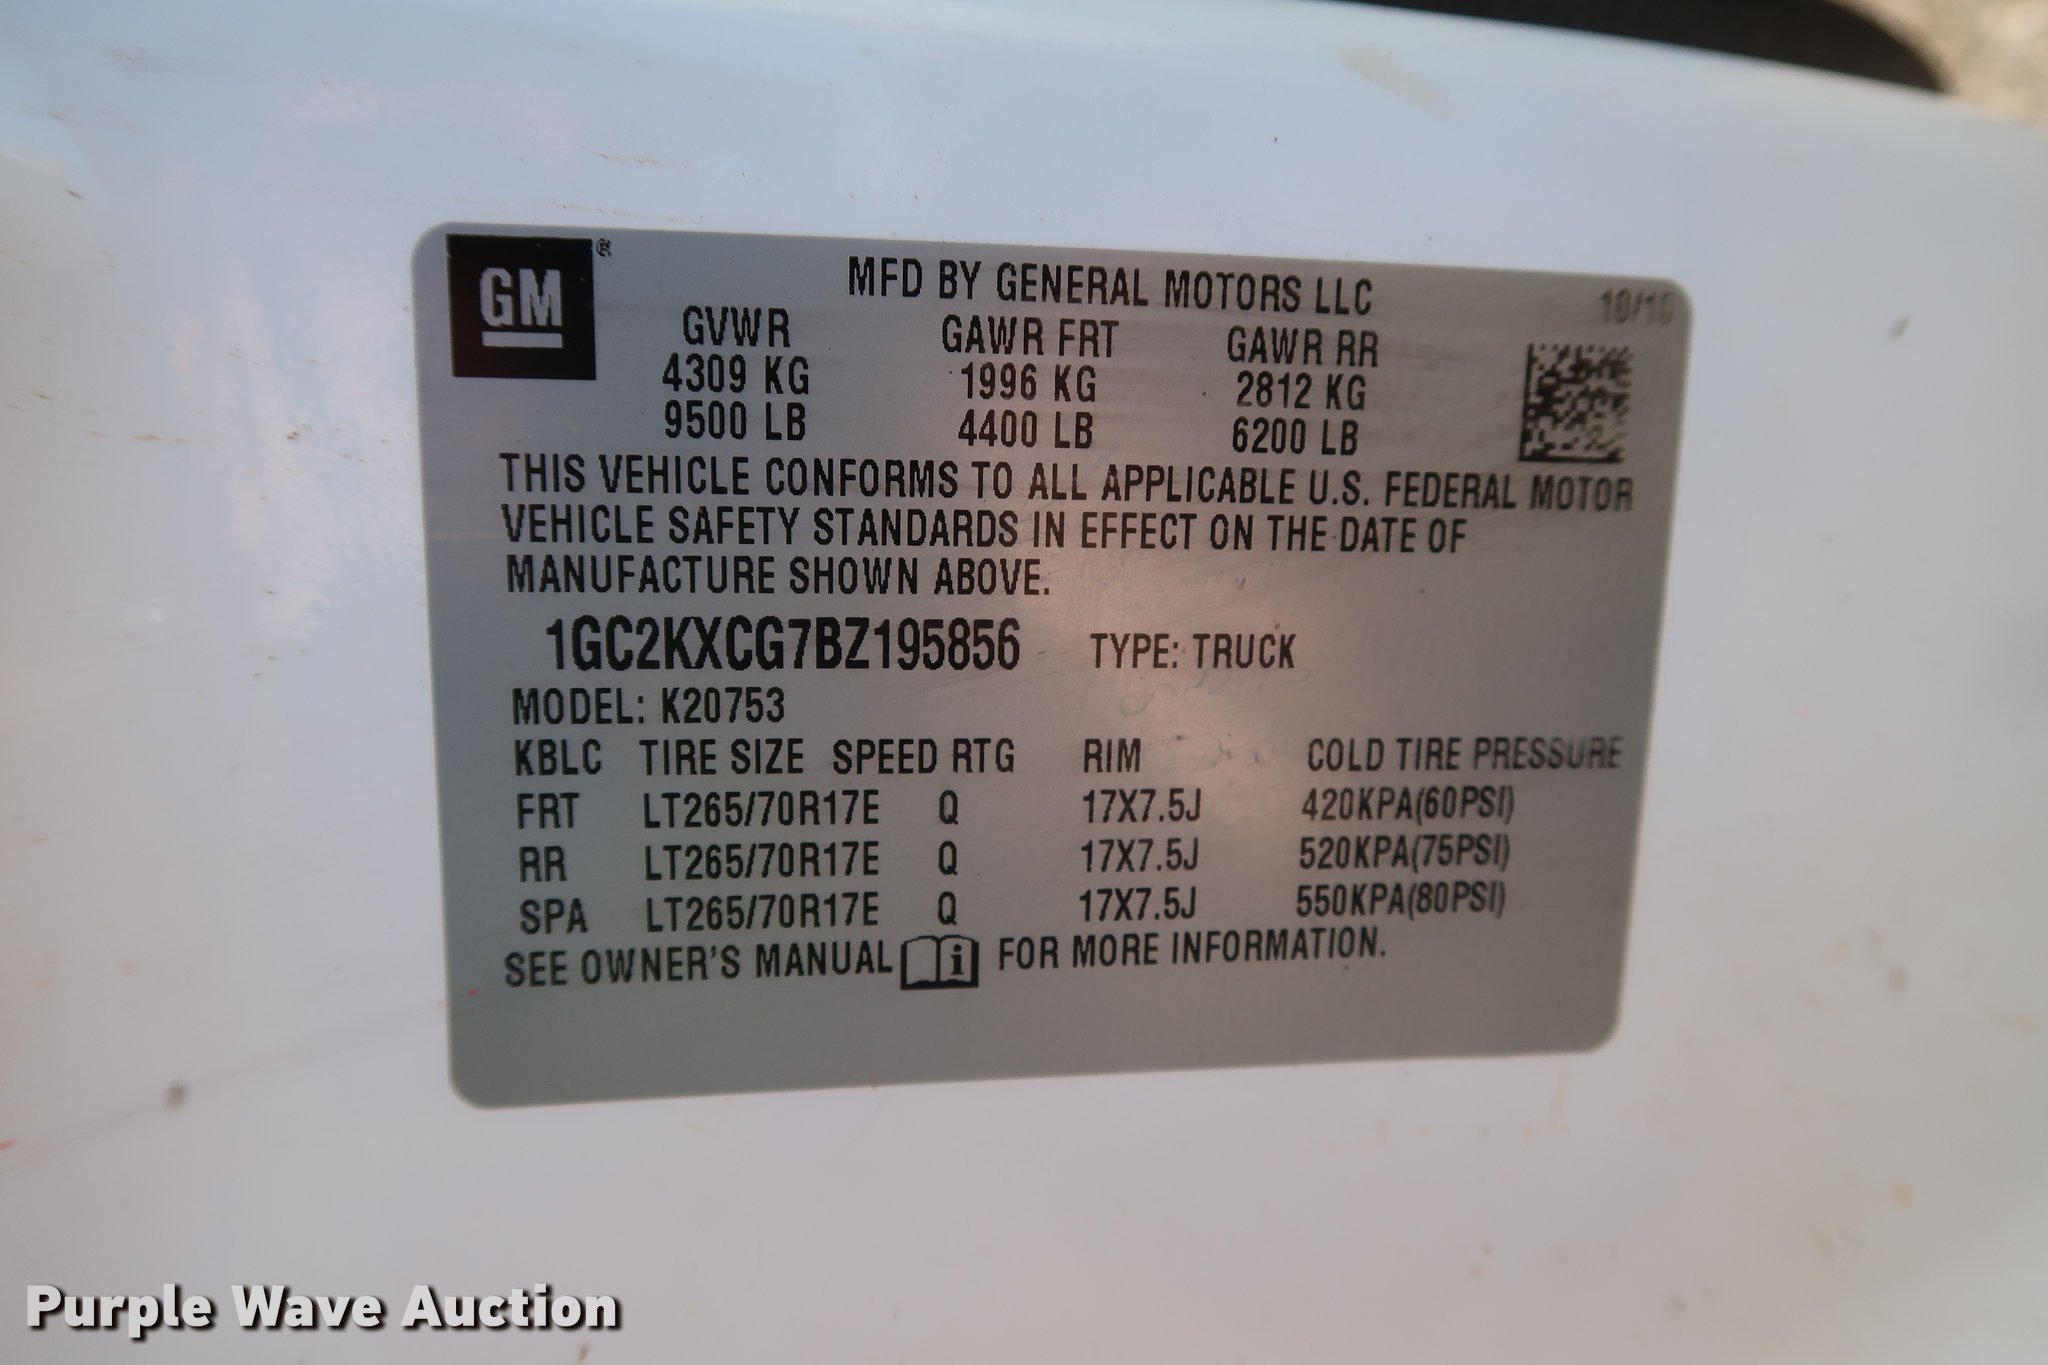 GM®
MFD BY GENERAL MOTORS LLC
10/10
GVWR GAWR FRT GAWR RR
4309 KG 1996 KG 2812 KG
9500 LB 4400 LB 6200 LB
THIS VEHICLE CONFORMS TO ALL APPLICABLE U.S. FEDERAL MOTOR
VEHICLE SAFETY STANDARDS IN EFFECT ON THE DATE OF
MANUFACTURE SHOWN ABOVE.
1GC2KXCG7BZ195856 TYPE: TRUCK
MODEL: K20753
KBLC TIRE SIZE SPEED RTG RIM COLD TIRE PRESSURE
FRT LT265/70R17E Q 17X7.5J 420KPA(60PSI)
RR LT265/70R17E Q 17X7.5J 520KPA(75PSI)
SPA LT265/70R17E Q 17X7.5J 550KPA(80PSI)
SEE OWNER'S MANUAL i FOR MORE INFORMATION.
Purple Wave Auction